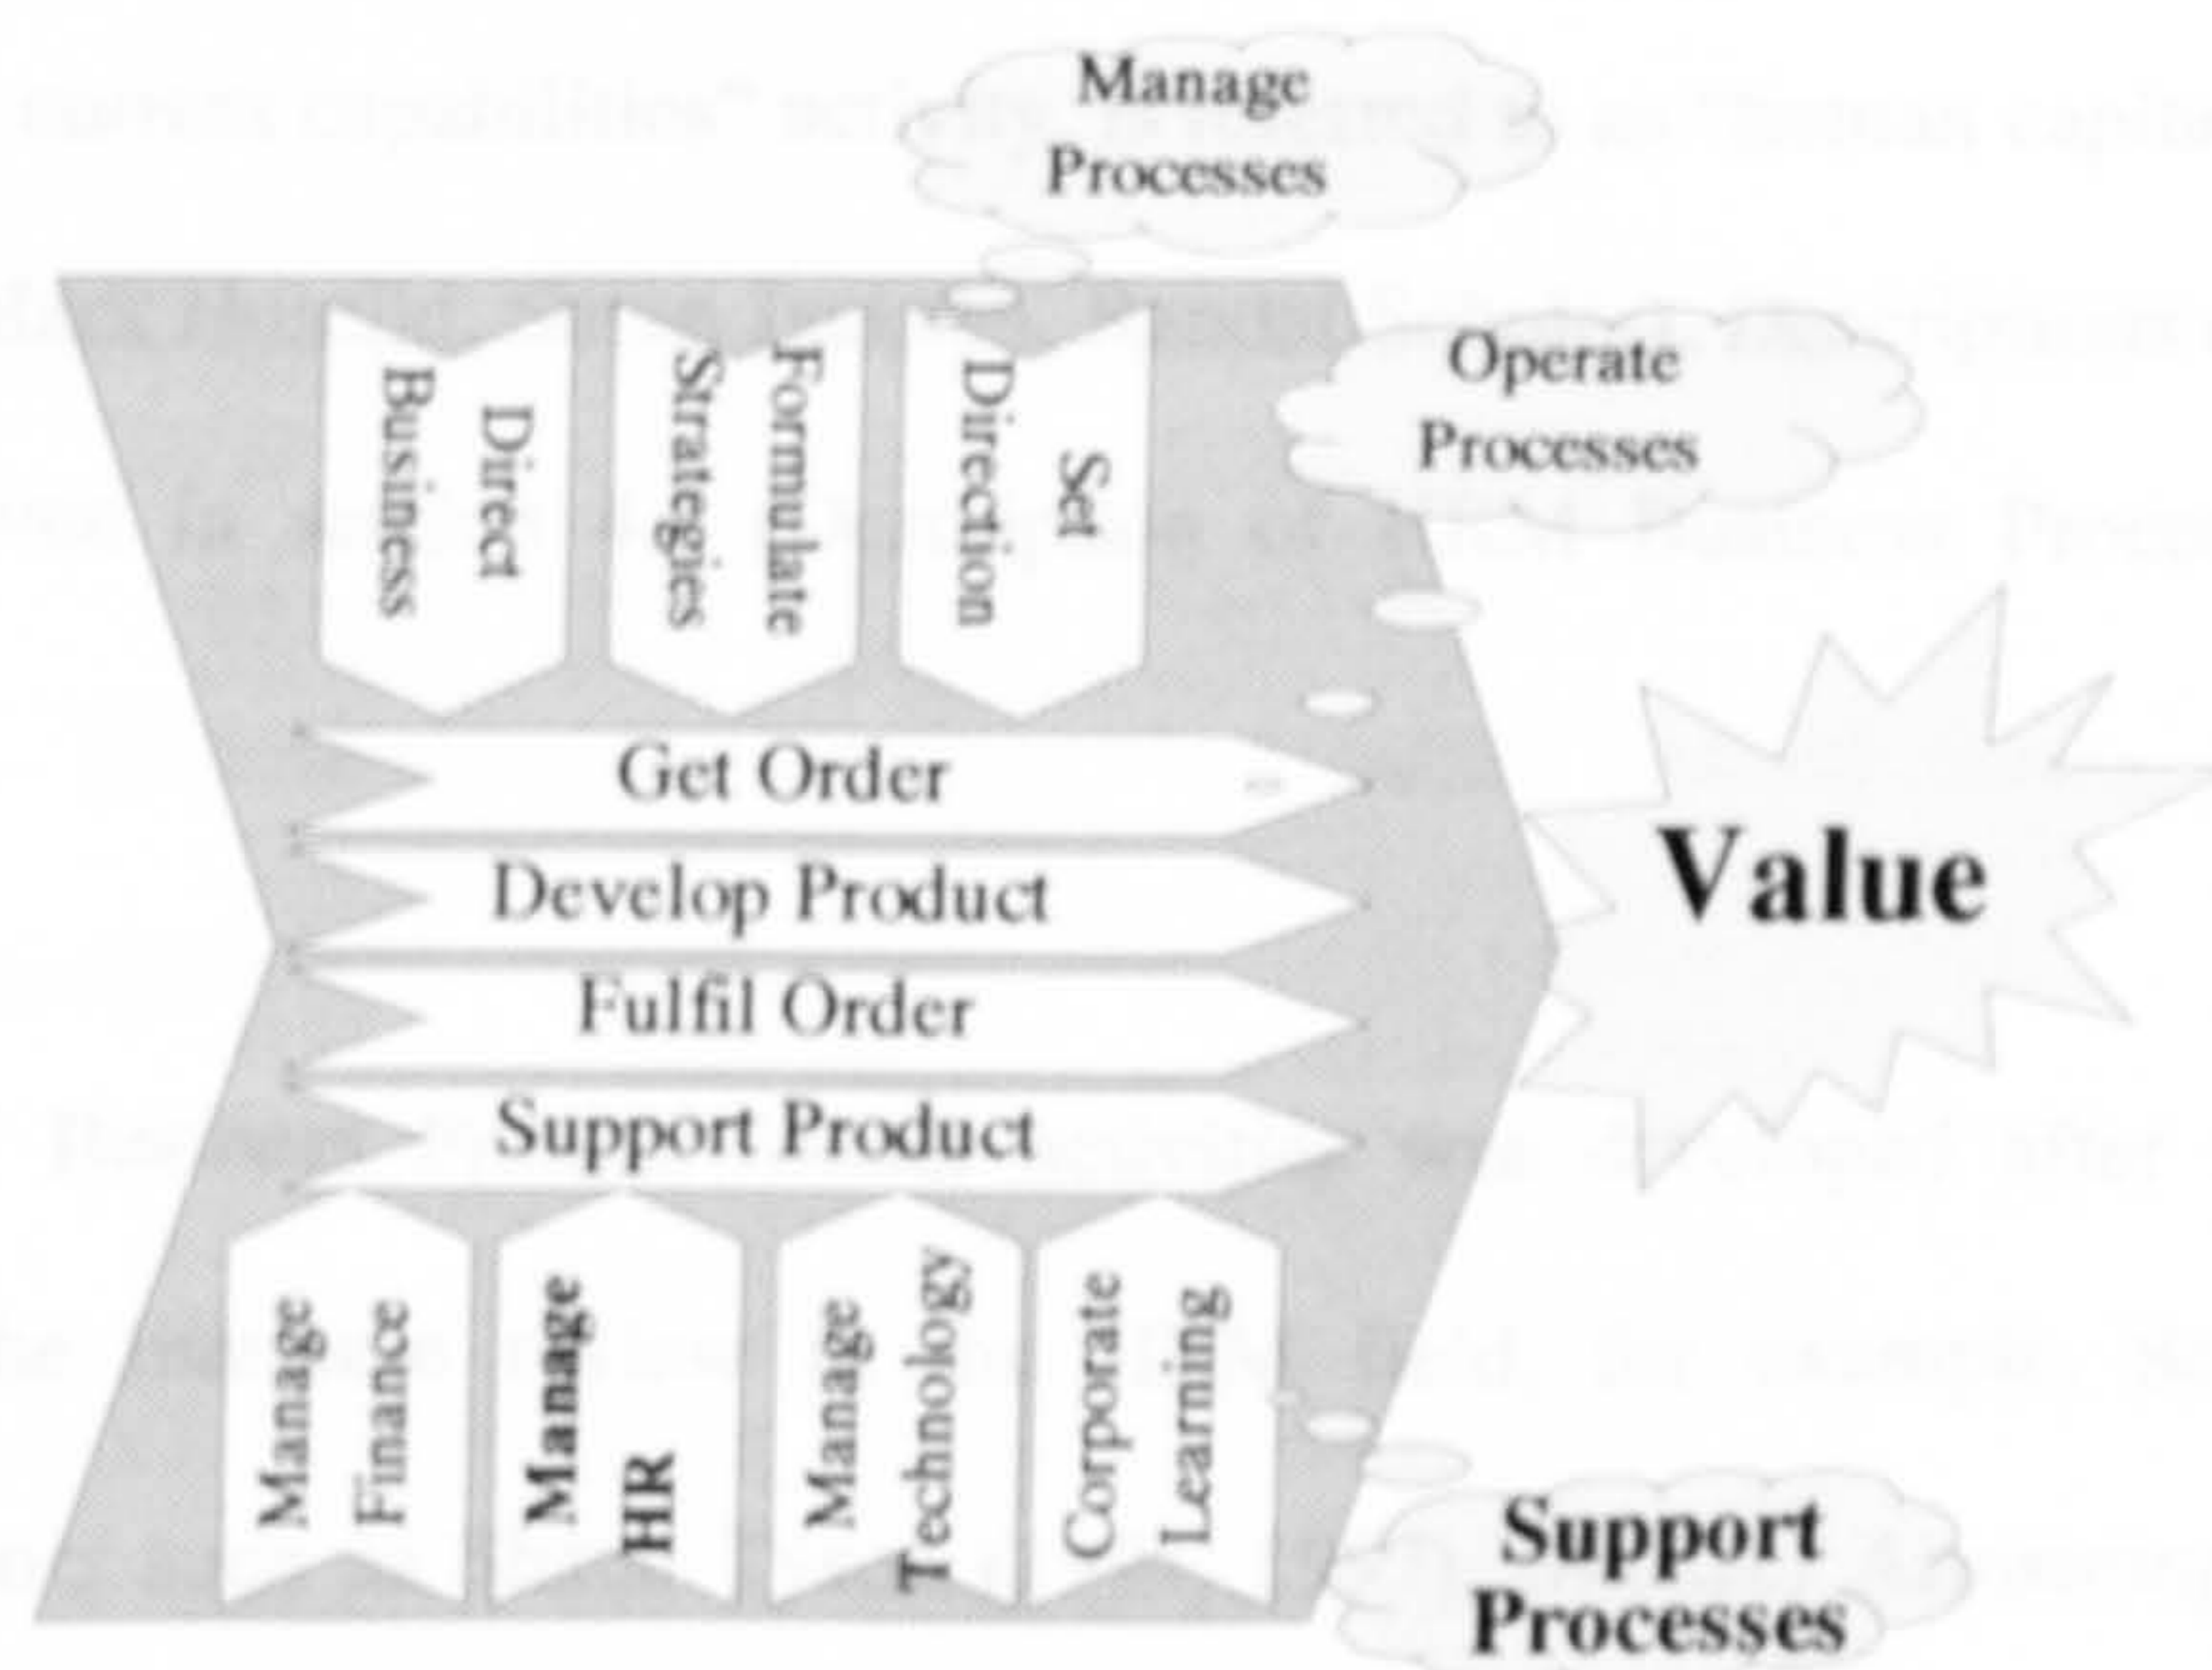 Manage
Processes
Operate
Processes
Direct
Business
Formulate
Strategies
Set
Direction
Get Order
Develop Product
Fulfil Order
Support Product
Value
Manage
Finance
Manage
HR
Manage
Technology
Corporate
Learning
Support
Processes